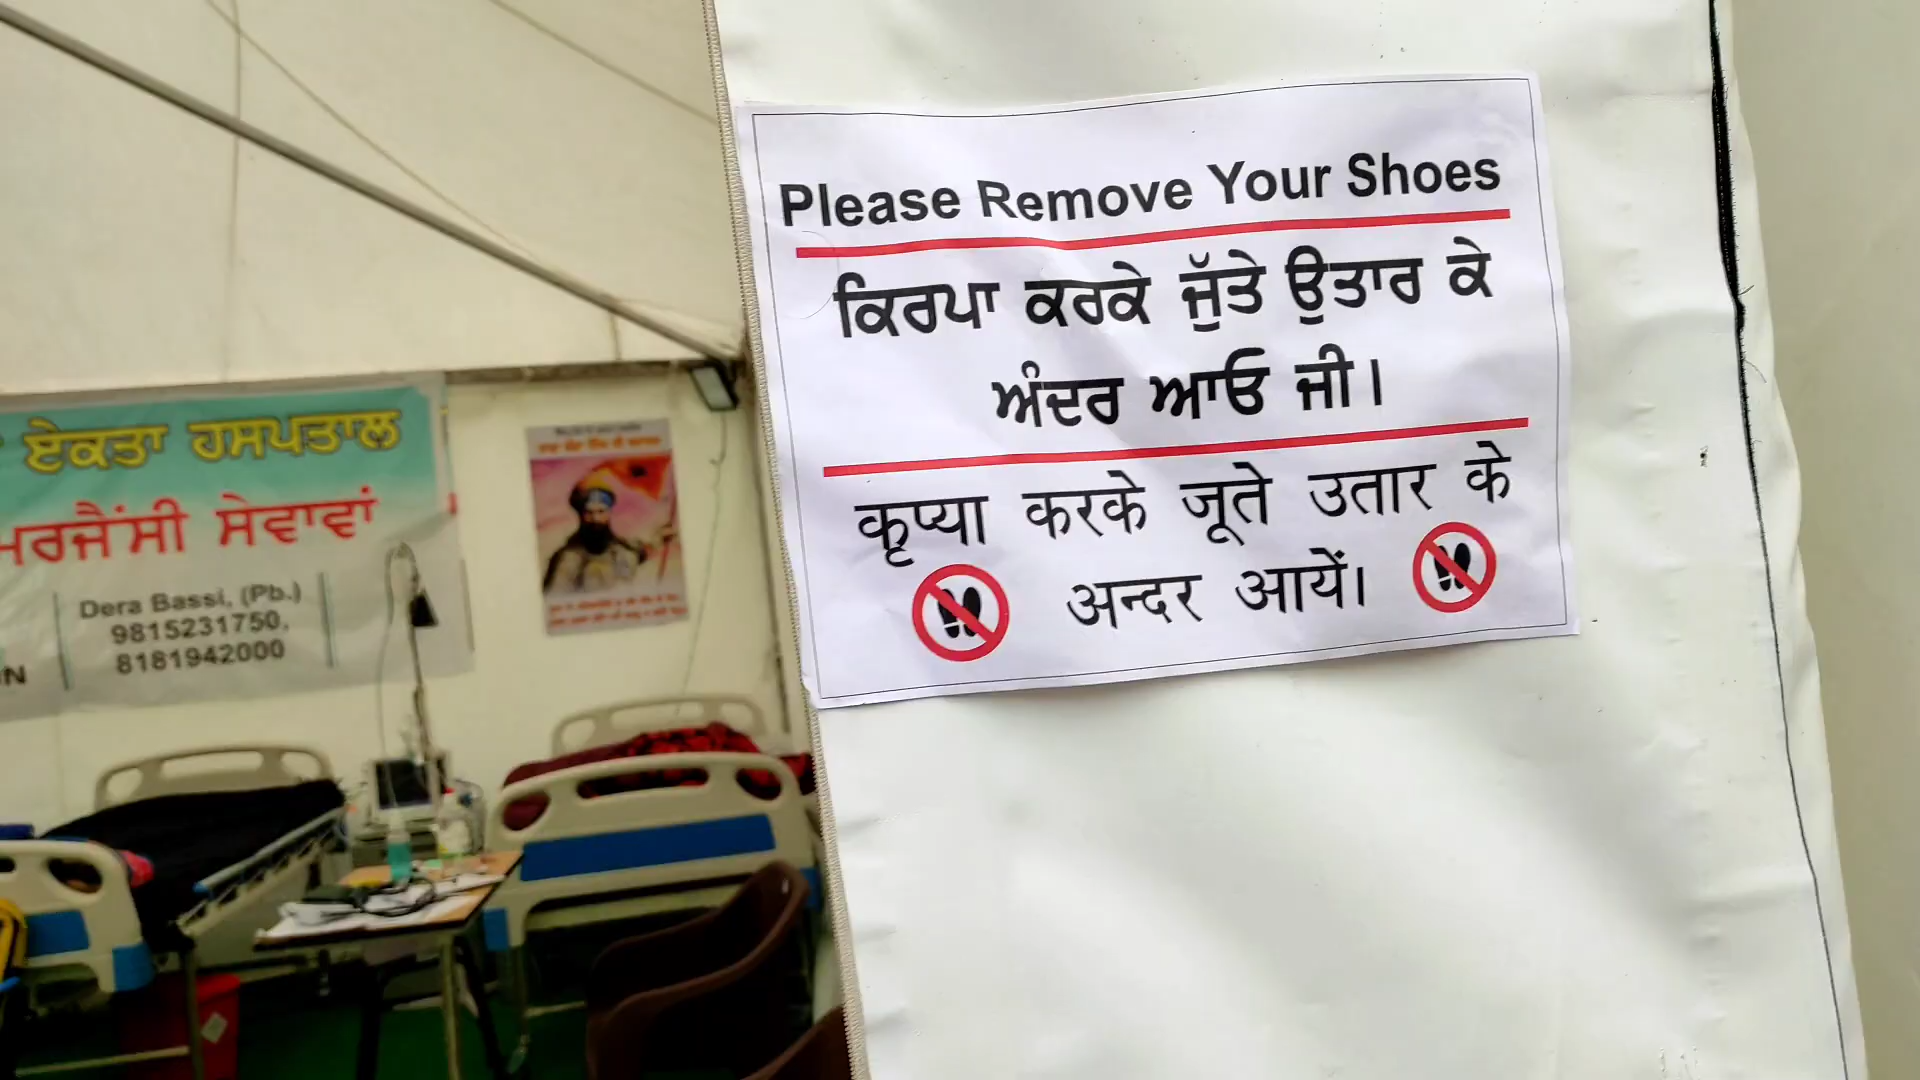 Please Remove Your Shoes
ਕਿਰਪਾ ਕਰਕੇ ਜੁੱਤੇ ਉਤਾਰ ਕੇ
ਅੰਦਰ ਆਓ ਜੀ।
कृप्या करके जूते उतार के
अन्दर आयें।
ਏਕਤਾ ਹਸਪਤਾਲ
ਮਰਜੈਂਸੀ ਸੇਵਾਵਾਂ
Dera Bassi, (Pb.)
9815231750,
8181942000